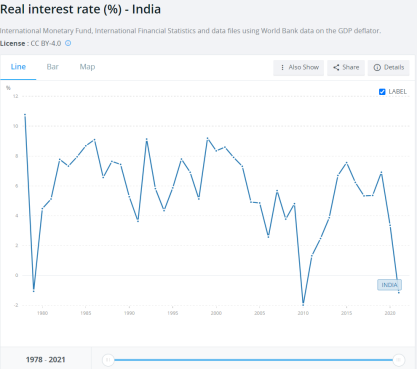 Real interest rate (%) - India
International Monetary Fund, International Financial Statistics and data files using World Bank data on the GDP deflator.
License : CC BY-4.0
Line Bar Map Also Show Share Details
%
LABEL
12
10
8
6
4
2
0
-2
INDIA
1980 1985 1990 1995 2000 2005 2010 2015 2020
1978 - 2021